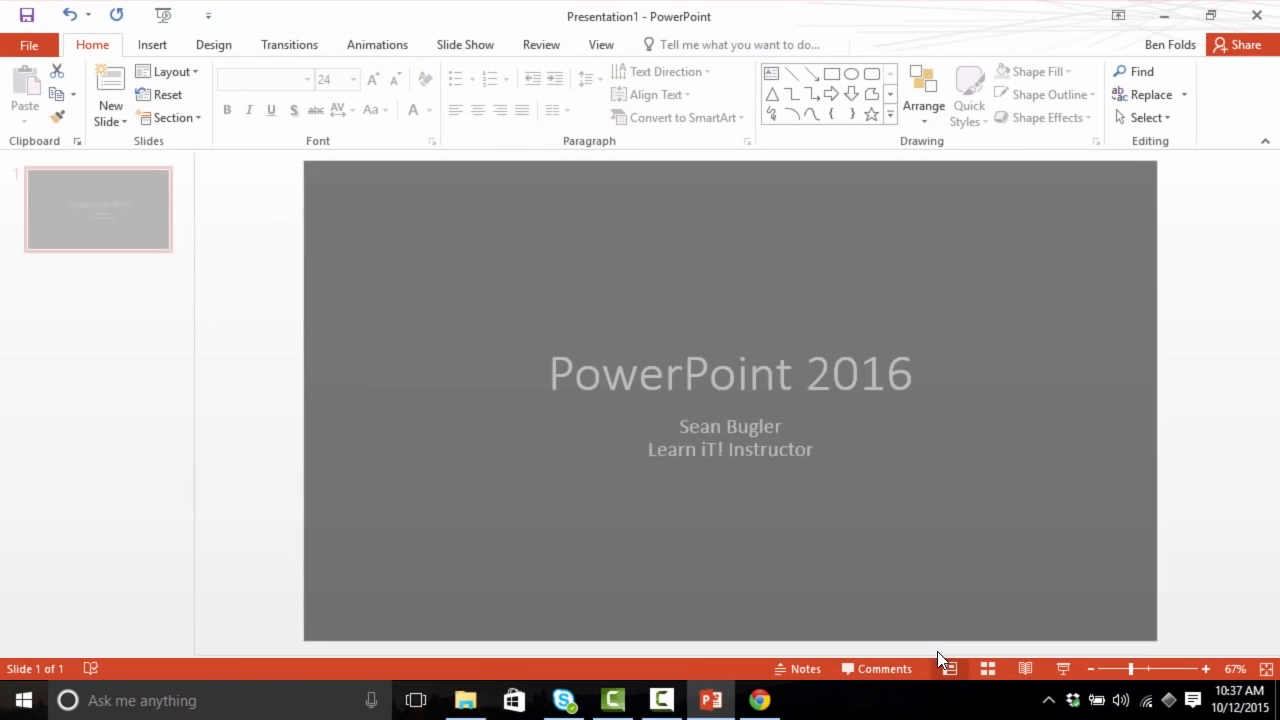 Presentation1 - PowerPoint
File Home Insert Design Transitions Animations Slide Show Review View Tell me what you want to do... Ben Folds Share
Paste
New Slide
Layout
Reset
Section
24
B I U S abc AV Aa A
Text Direction
Align Text
Convert to SmartArt
Arrange
Quick Styles
Shape Fill
Shape Outline
Shape Effects
Find
Replace
Select
Clipboard Slides Font Paragraph Drawing Editing
1
PowerPoint 2016
Sean Bugler
Learn iT! Instructor
Slide 1 of 1 Notes Comments 67%
Ask me anything
10:37 AM
10/12/2015